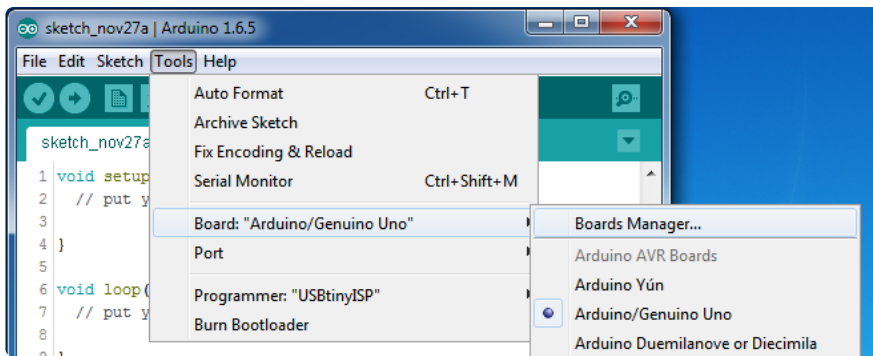 sketch_nov27a | Arduino 1.6.5
File Edit Sketch Tools Help
Auto Format Ctrl+T
Archive Sketch
sketch_nov27a
Fix Encoding & Reload
Serial Monitor Ctrl+Shift+M
1 void setup
2 // put y
3
4 }
5
6 void loop(
7 // put y
8
Board: "Arduino/Genuino Uno"
Port
Programmer: "USBtinyISP"
Burn Bootloader
Boards Manager...
Arduino AVR Boards
Arduino Yún
Arduino/Genuino Uno
Arduino Duemilanove or Diecimila